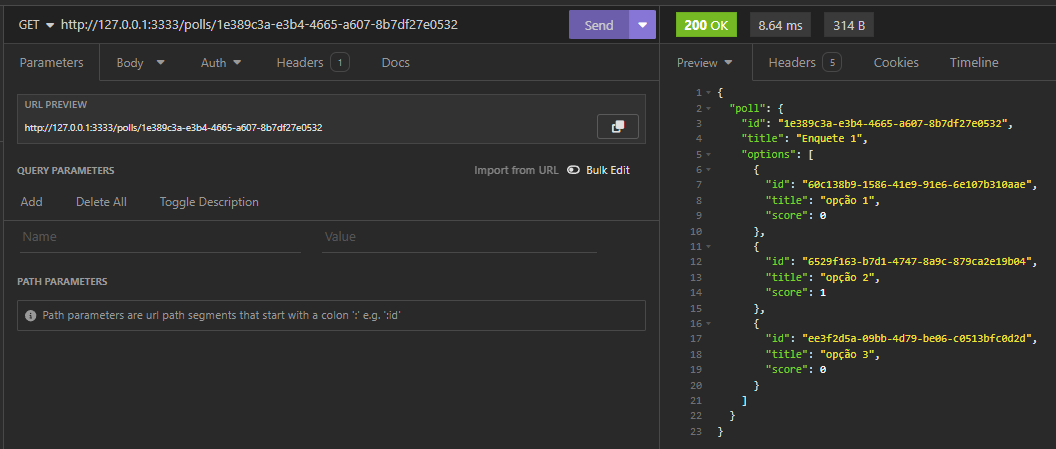 GET http://127.0.0.1:3333/polls/1e389c3a-e3b4-4665-a607-8b7df27e0532 Send
Parameters Body Auth Headers 1 Docs
URL PREVIEW
http://127.0.0.1:3333/polls/1e389c3a-e3b4-4665-a607-8b7df27e0532
QUERY PARAMETERS Import from URL Bulk Edit
Add Delete All Toggle Description
Name Value
PATH PARAMETERS
Path parameters are url path segments that start with a colon ':' e.g. ':id'
200 OK 8.64 ms 314 B
Preview Headers 5 Cookies Timeline
1 {
2 "poll": {
3 "id": "1e389c3a-e3b4-4665-a607-8b7df27e0532",
4 "title": "Enquete 1",
5 "options": [
6 {
7 "id": "60c138b9-1586-41e9-91e6-6e107b310aae",
8 "title": "opção 1",
9 "score": 0
10 },
11 {
12 "id": "6529f163-b7d1-4747-8a9c-879ca2e19b04",
13 "title": "opção 2",
14 "score": 1
15 },
16 {
17 "id": "ee3f2d5a-09bb-4d79-be06-c0513bfc0d2d",
18 "title": "opção 3",
19 "score": 0
20 }
21 ]
22 }
23 }